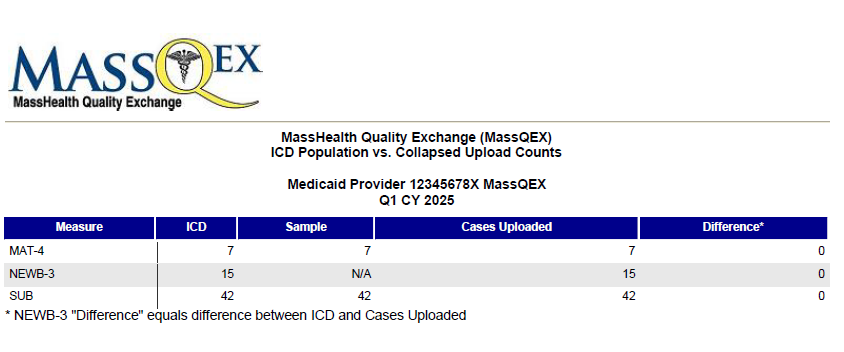 MASSQEX
MassHealth Quality Exchange
MassHealth Quality Exchange (MassQEX)
ICD Population vs. Collapsed Upload Counts
Medicaid Provider 12345678X MassQEX
Q1 CY 2025
Measure ICD Sample Cases Uploaded Difference*
MAT-4 7 7 7 0
NEWB-3 15 N/A 15 0
SUB 42 42 42 0
* NEWB-3 "Difference" equals difference between ICD and Cases Uploaded